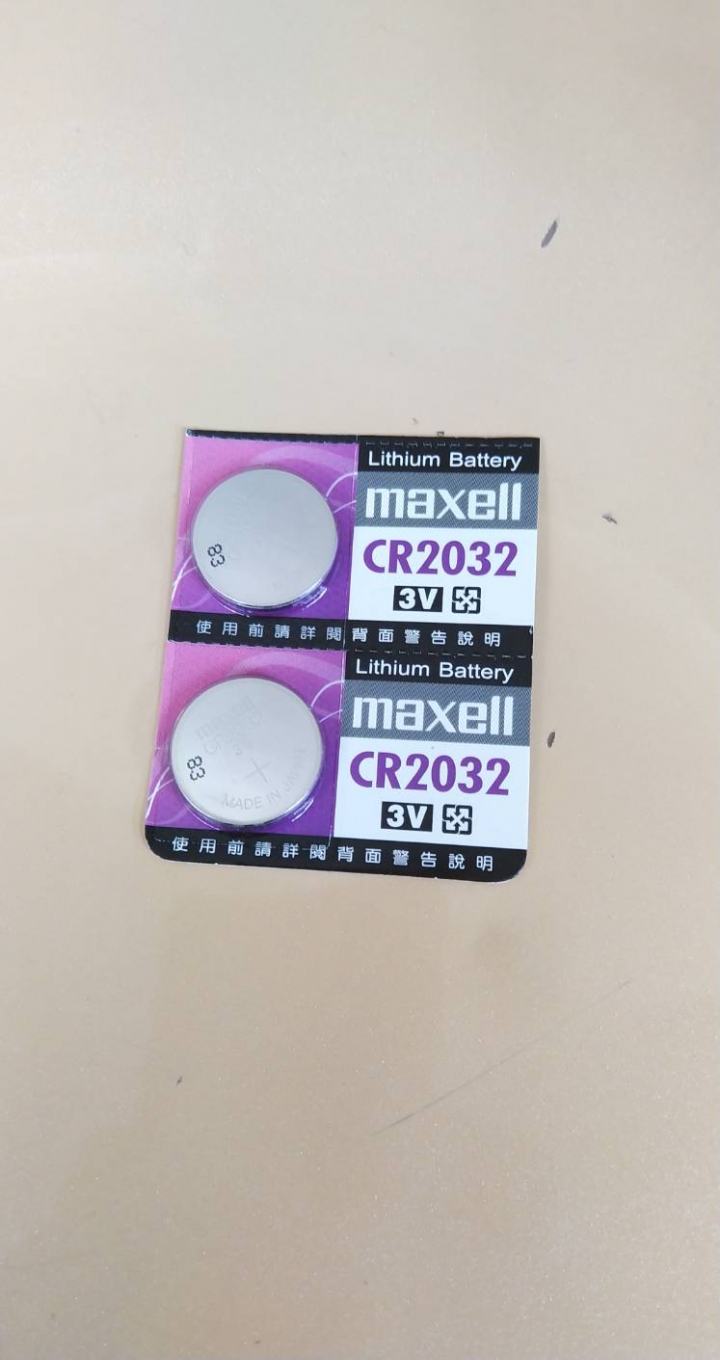 Lithium Battery
maxell
CR2032
3V
83
使用前請詳閱背面警告說明
Lithium Battery
maxell
CR2032
3V
maxell
83
MADE IN JAPAN
使用前請詳閱背面警告說明